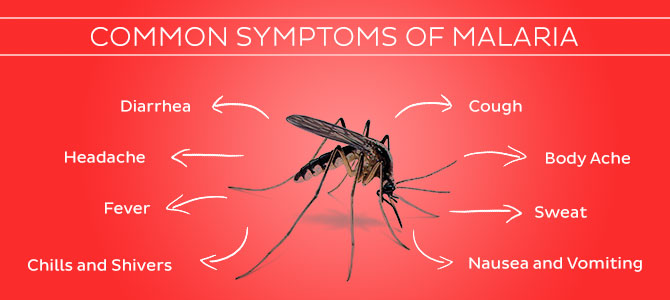 COMMON SYMPTOMS OF MALARIA
Diarrhea
Cough
Headache
Body Ache
Fever
Sweat
Chills and Shivers
Nausea and Vomiting